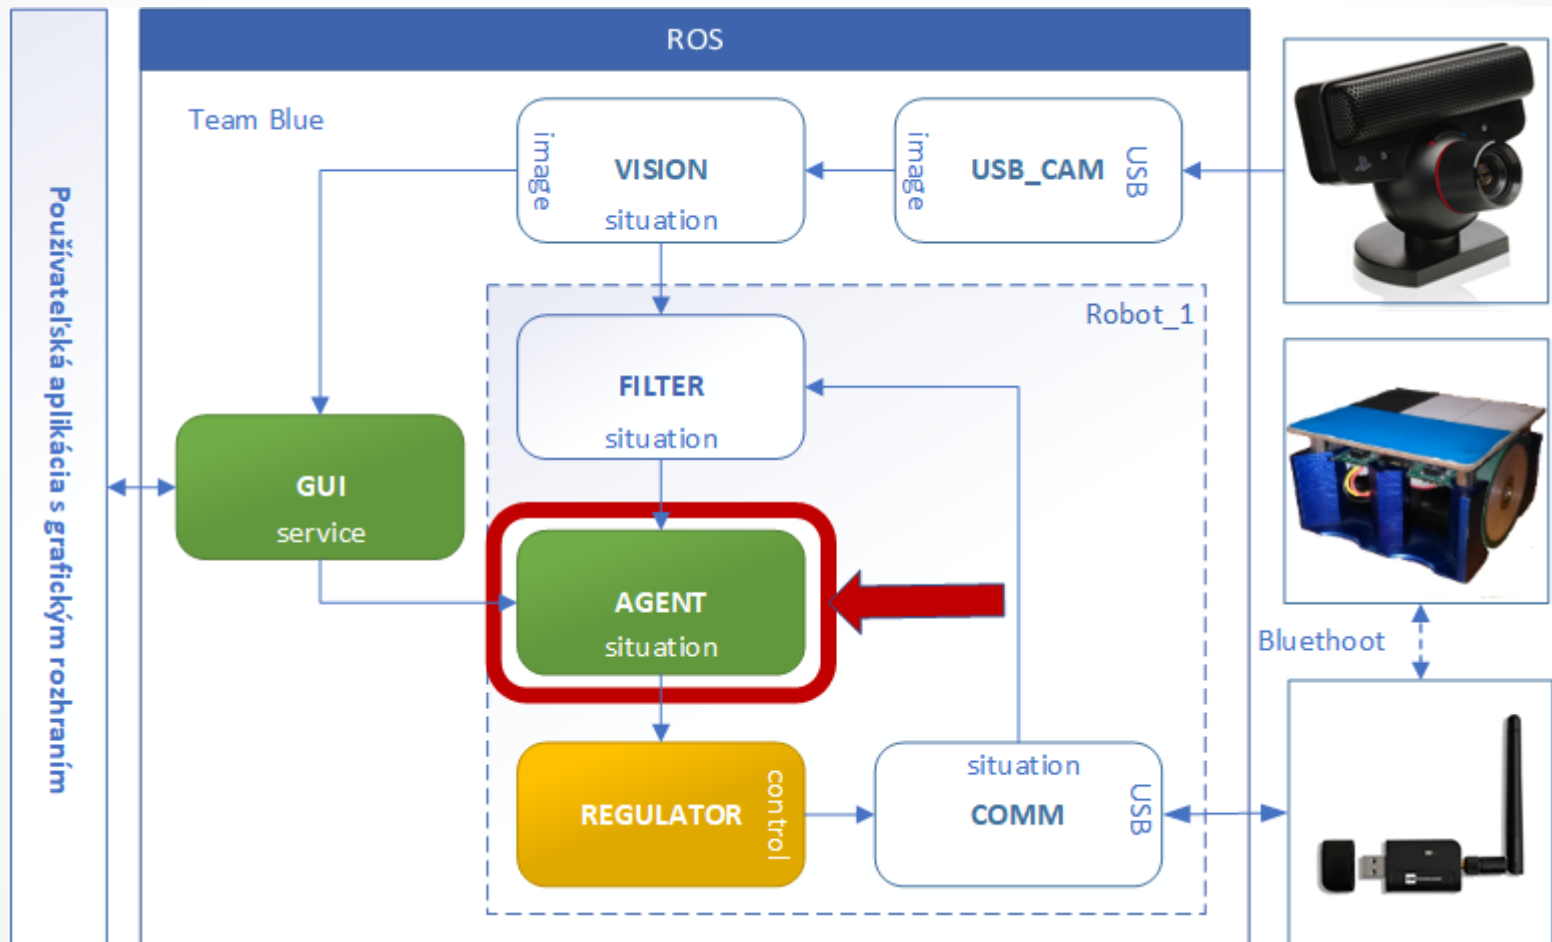 ROS
Team Blue
Používateľská aplikácia s grafickým rozhraním
image
VISION
situation
image
USB_CAM
USB
Robot_1
FILTER
situation
GUI
service
AGENT
situation
REGULATOR
control
situation
COMM
USB
Bluethoot